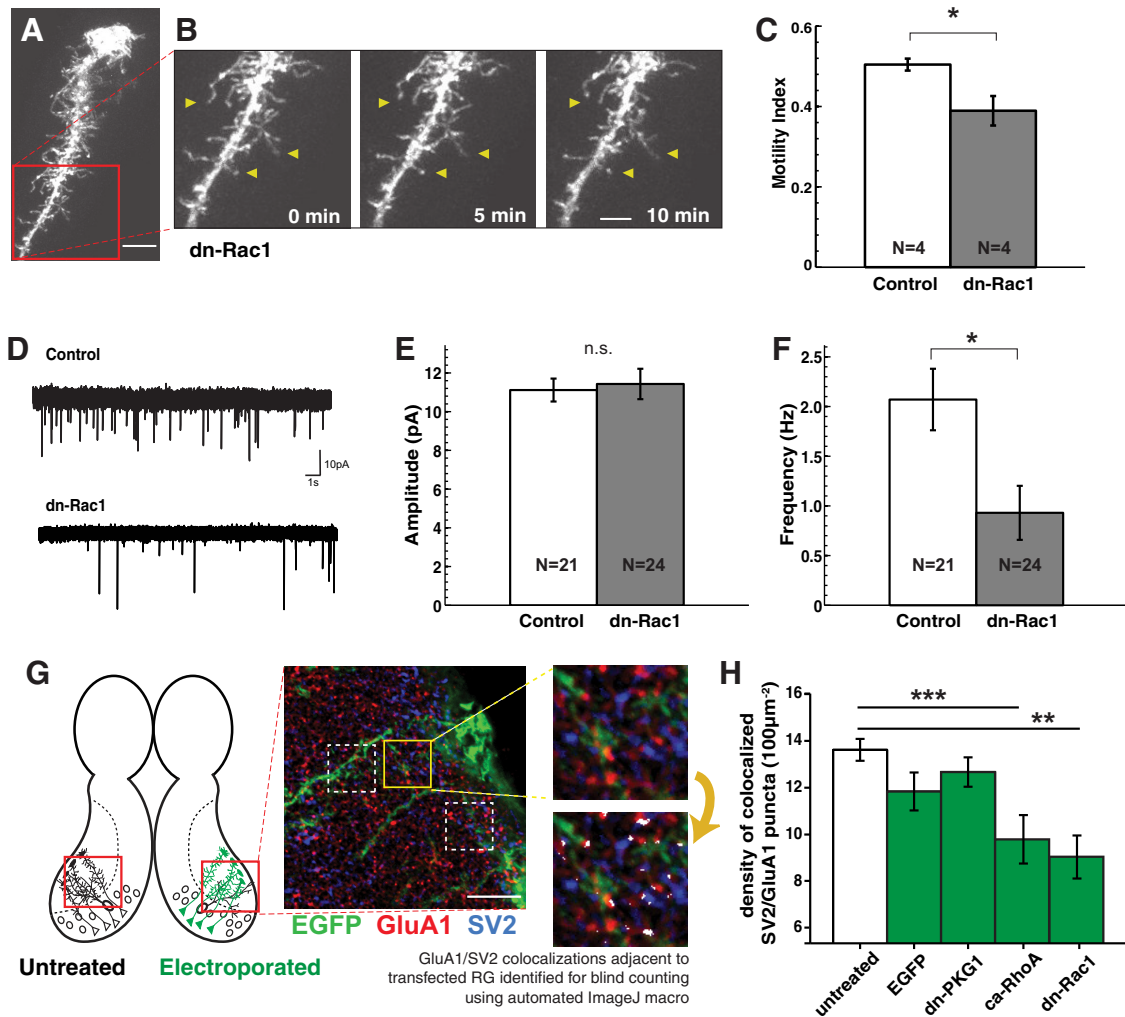 A
B
0 min
5 min
10 min
dn-Rac1
C
*
0.6
0.4
0.2
0
Motility Index
N=4
N=4
Control
dn-Rac1
D
Control
10pA
1s
dn-Rac1
E
n.s.
12
10
8
6
4
2
0
Amplitude (pA)
N=21
N=24
Control
dn-Rac1
F
*
2.5
2.0
1.5
1.0
0.5
0
Frequency (Hz)
N=21
N=24
Control
dn-Rac1
G
Untreated
Electroporated
EGFP GluA1 SV2
GluA1/SV2 colocalizations adjacent to
transfected RG identified for blind counting
using automated ImageJ macro
H
16
14
12
10
8
6
density of colocalized
SV2/GluA1 puncta (100µm⁻²)
***
**
untreated
EGFP
dn-PKG1
ca-RhoA
dn-Rac1